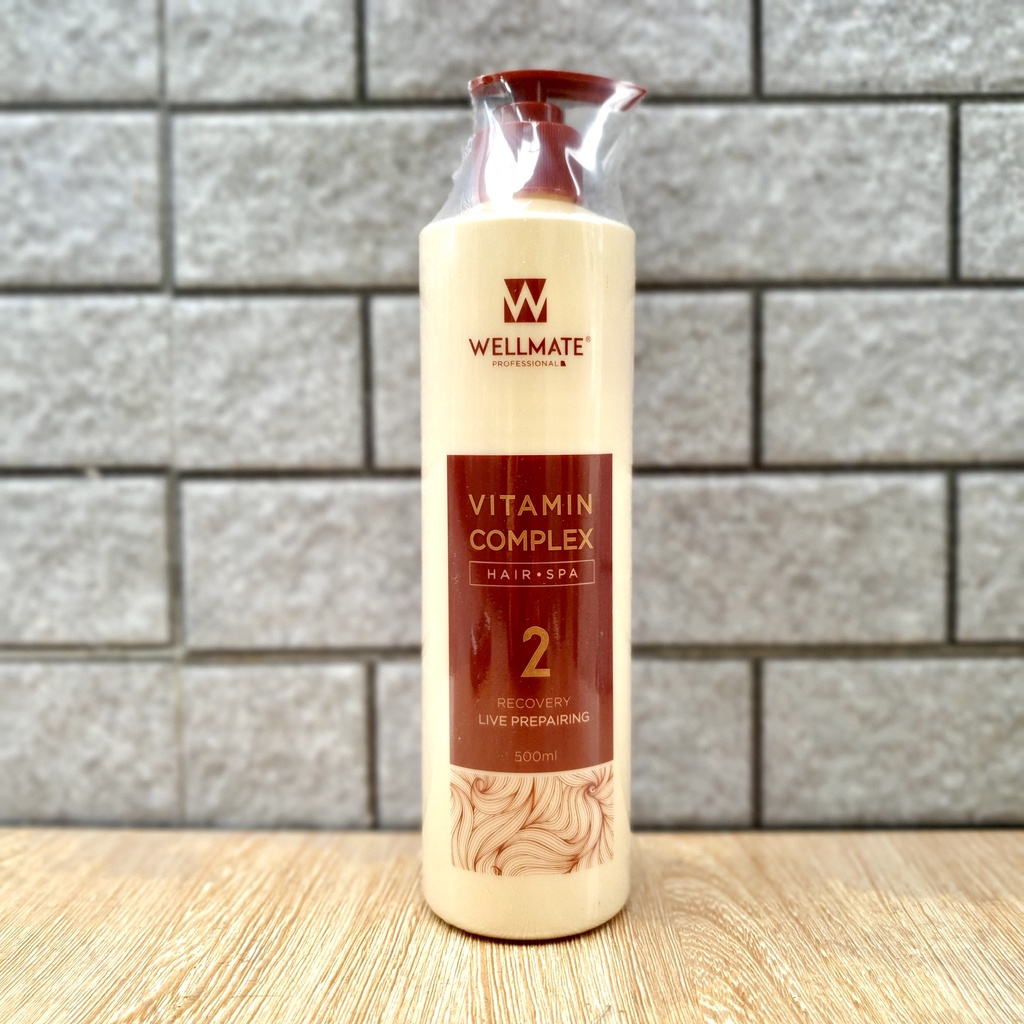 W
WELLMATE®
PROFESSIONAL
VITAMIN
COMPLEX
HAIR•SPA
2
RECOVERY
LIVE PREPAIRING
500ml